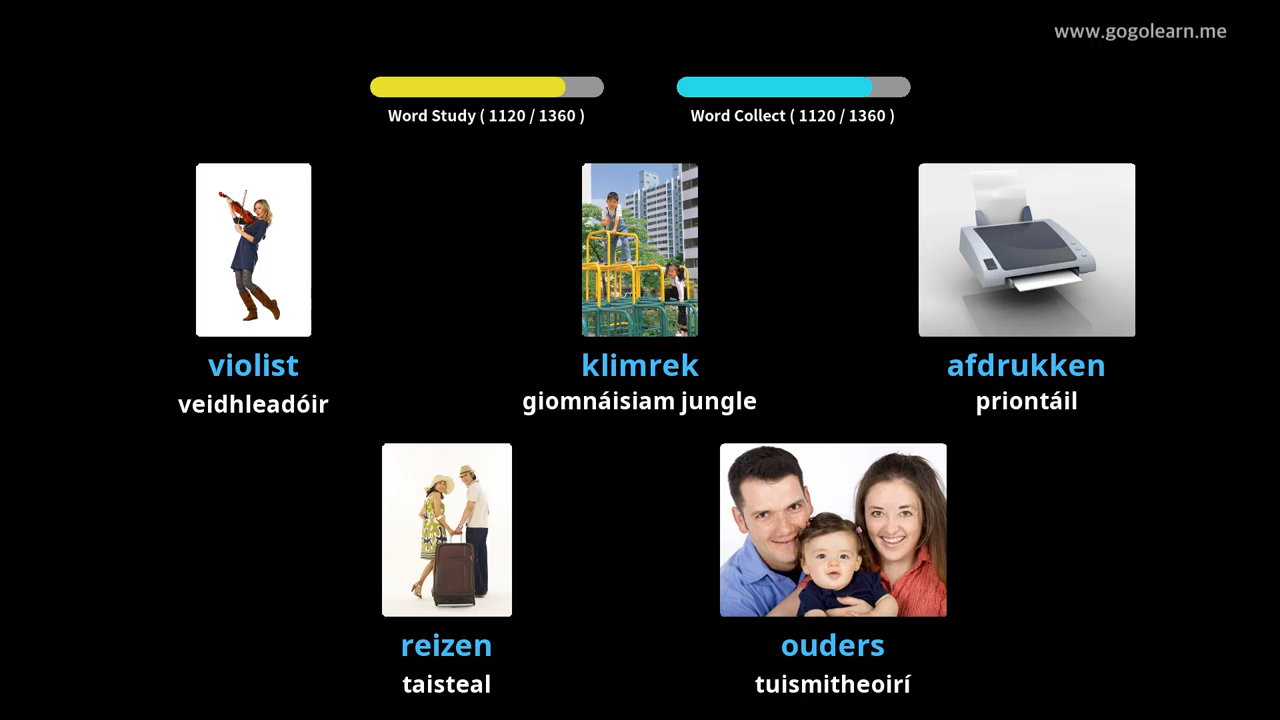 www.gogolearn.me
Word Study ( 1120 / 1360 )
Word Collect ( 1120 / 1360 )
violist
veidhleadóir
klimrek
giomnáisiam jungle
afdrukken
priontáil
reizen
taisteal
ouders
tuismitheoirí